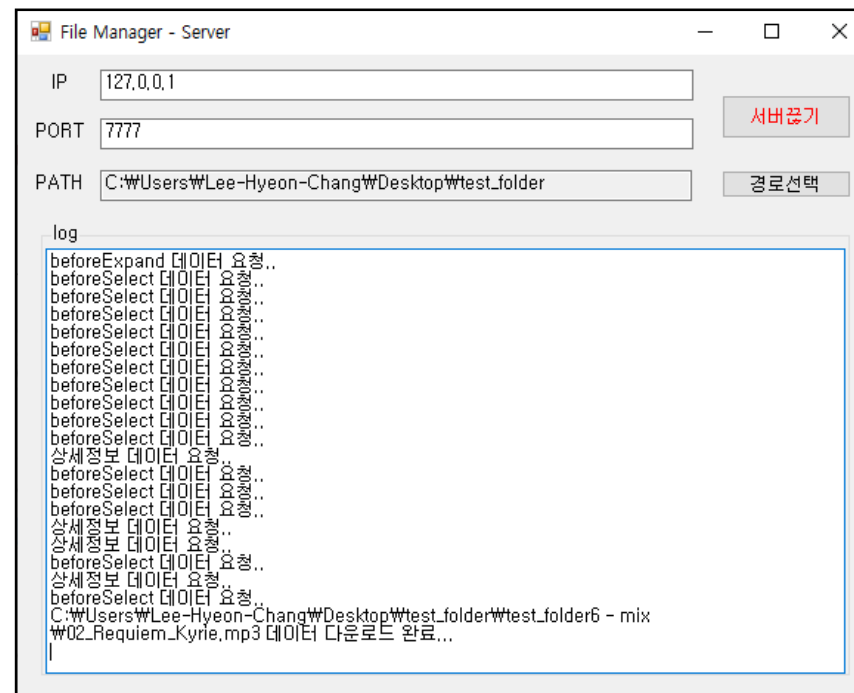 File Manager - Server
IP 127.0.0.1
서버끊기
PORT 7777
PATH C:₩Users₩Lee-Hyeon-Chang₩Desktop₩test_folder 경로선택
log
beforeExpand 데이터 요청..
beforeSelect 데이터 요청..
beforeSelect 데이터 요청..
beforeSelect 데이터 요청..
beforeSelect 데이터 요청..
beforeSelect 데이터 요청..
beforeSelect 데이터 요청..
beforeSelect 데이터 요청..
beforeSelect 데이터 요청..
beforeSelect 데이터 요청..
beforeSelect 데이터 요청..
상세정보 데이터 요청..
beforeSelect 데이터 요청..
beforeSelect 데이터 요청..
beforeSelect 데이터 요청..
상세정보 데이터 요청..
상세정보 데이터 요청..
beforeSelect 데이터 요청..
상세정보 데이터 요청..
beforeSelect 데이터 요청..
C:₩Users₩Lee-Hyeon-Chang₩Desktop₩test_folder₩test_folder6 - mix
₩02_Requiem_Kyrie.mp3 데이터 다운로드 완료...